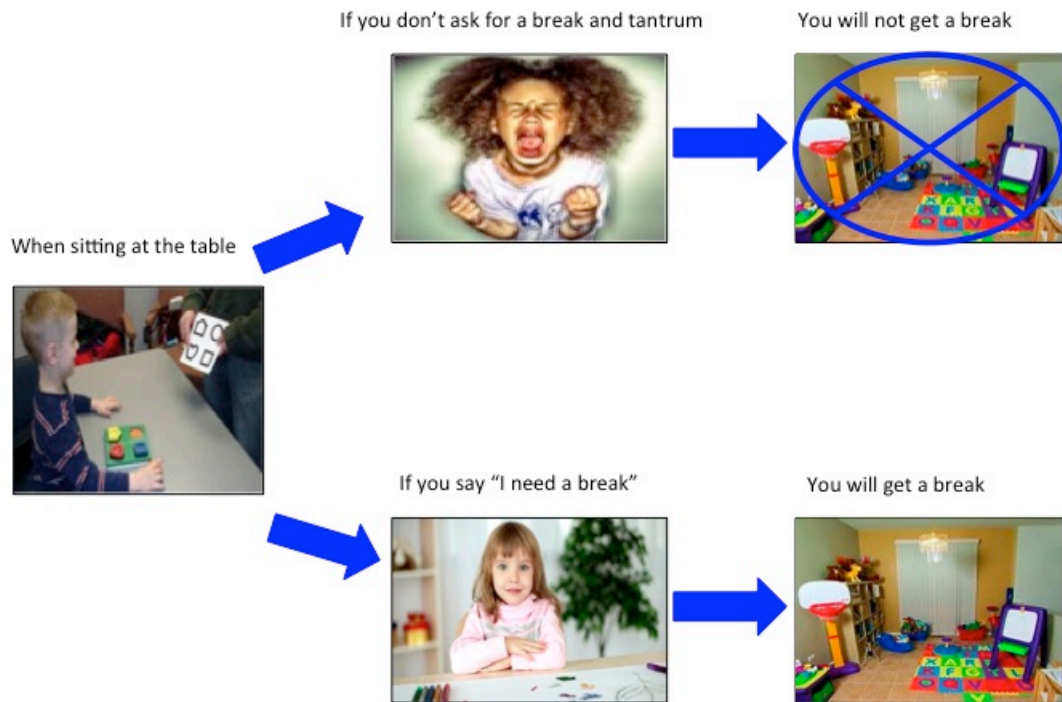 If you don’t ask for a break and tantrum
You will not get a break
When sitting at the table
If you say “I need a break”
You will get a break